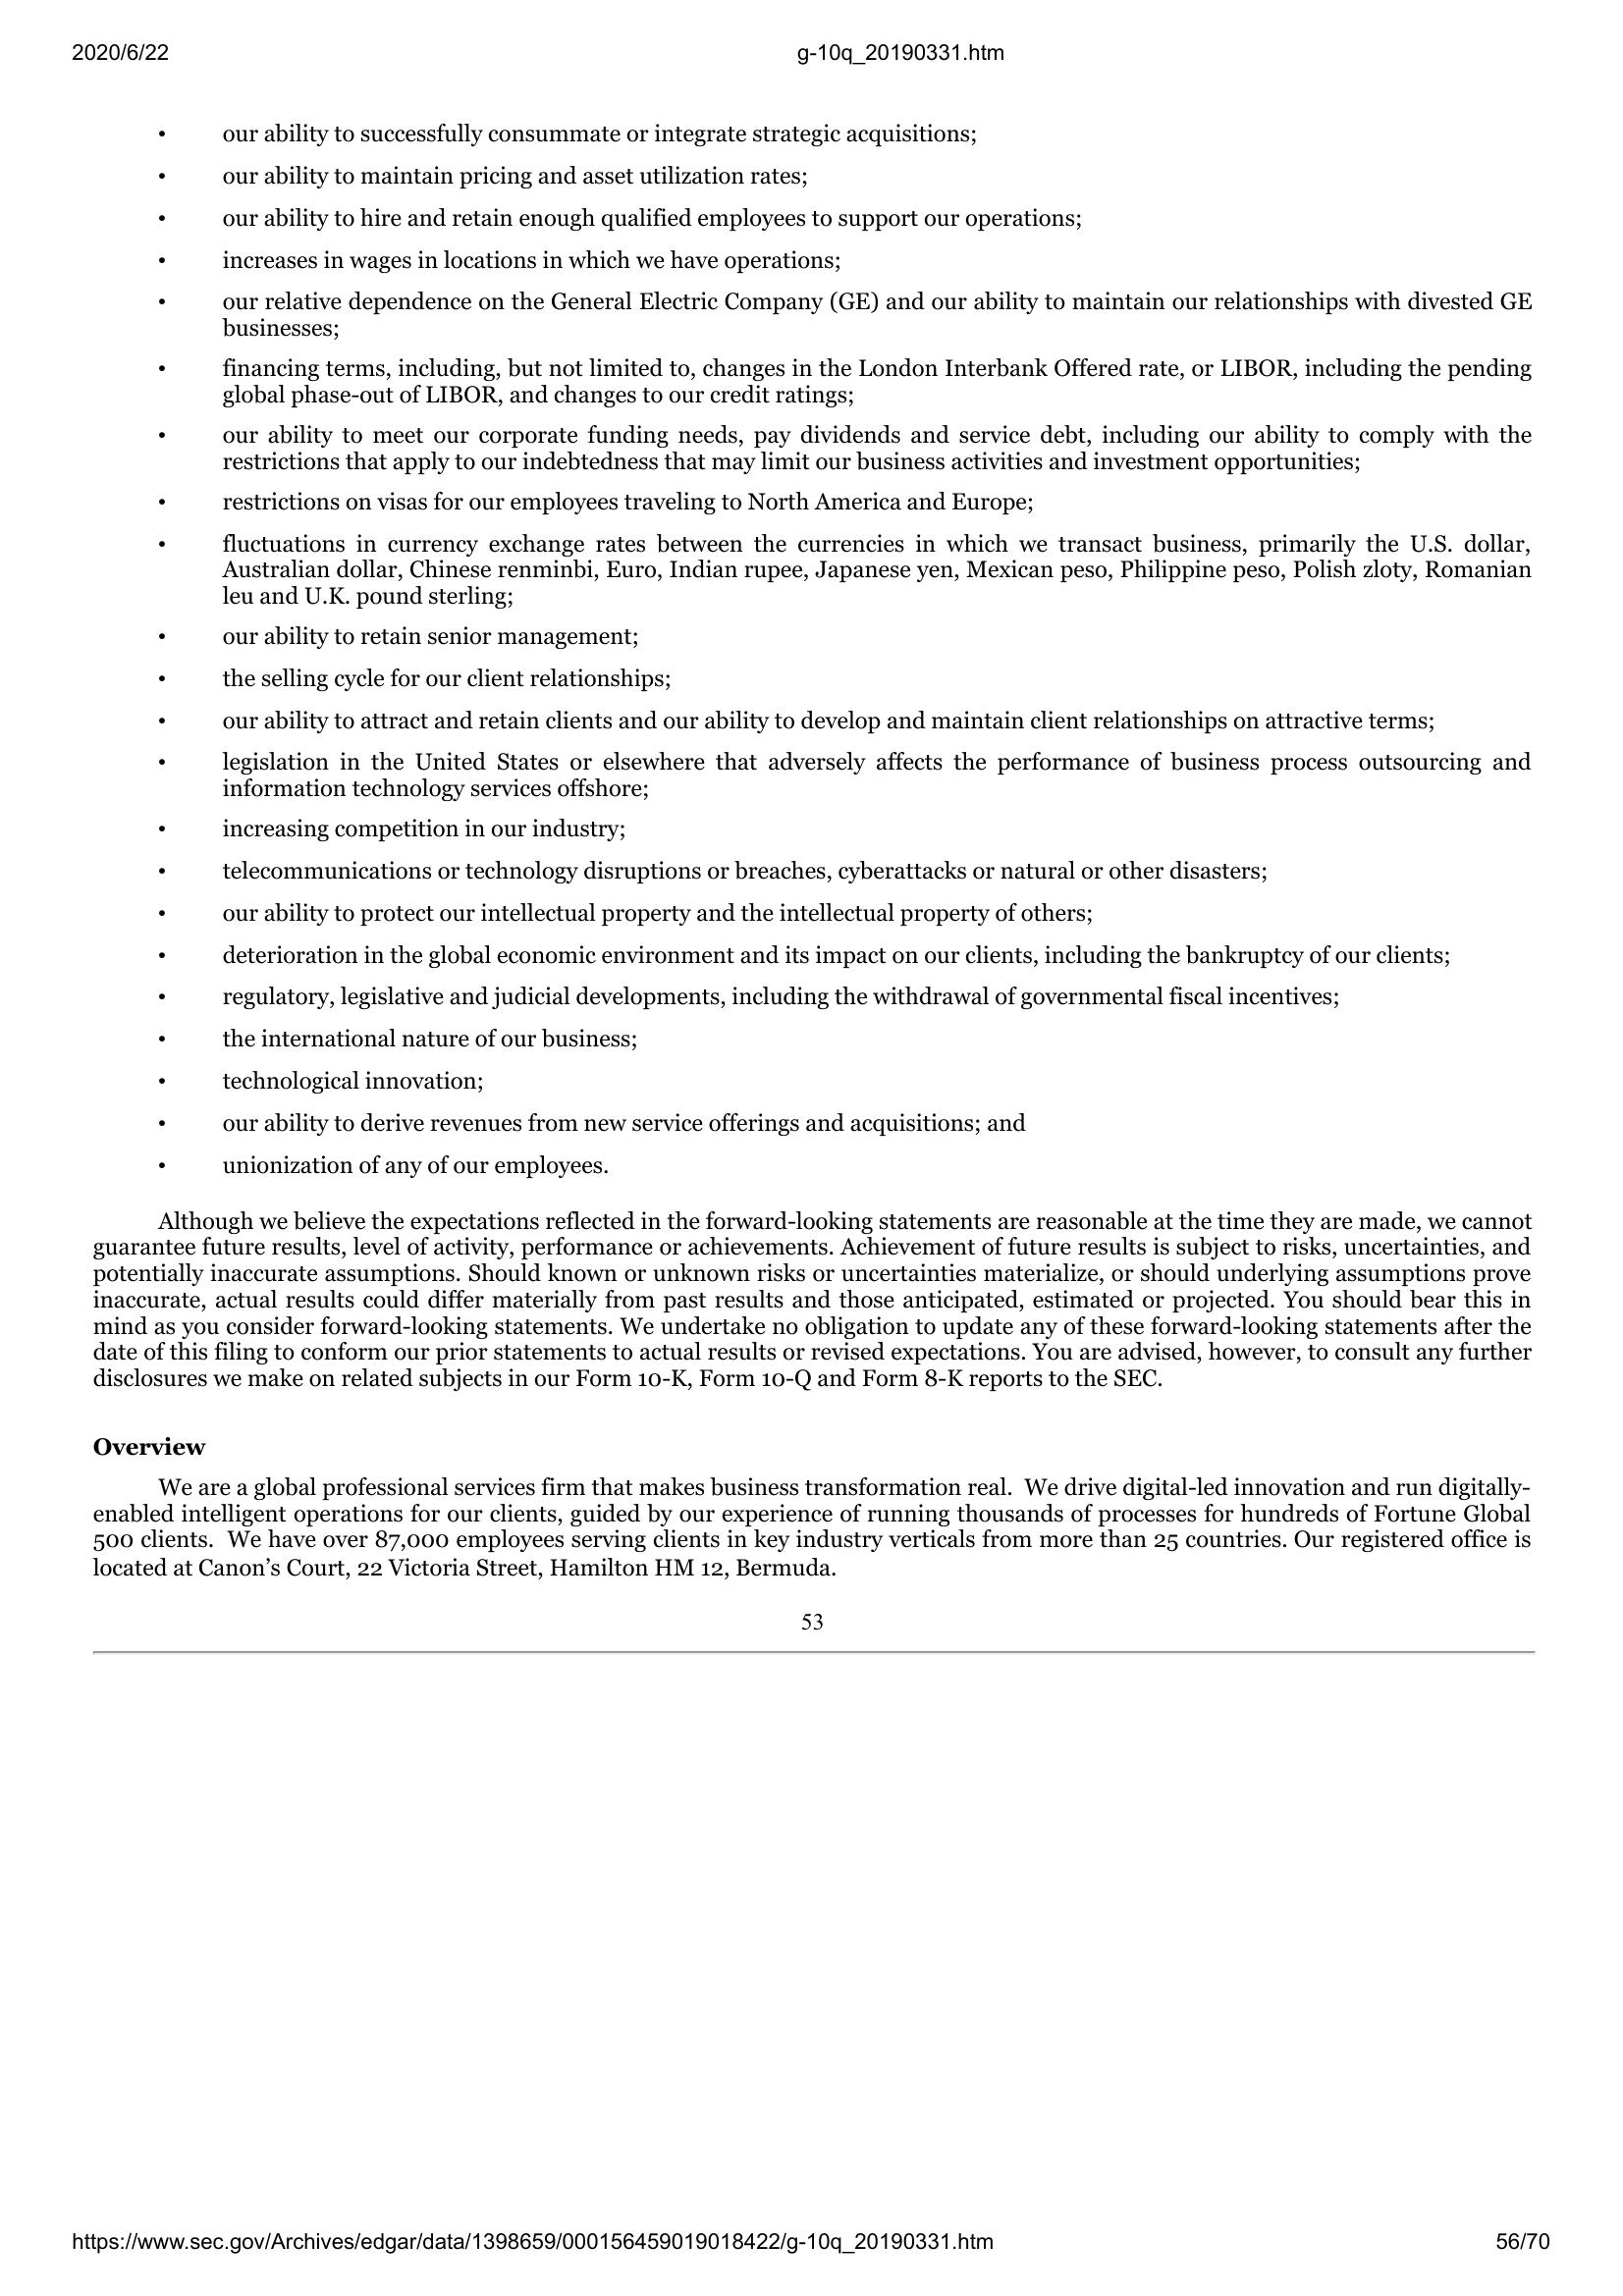 2020/6/22
g-10q_20190331.htm
• our ability to successfully consummate or integrate strategic acquisitions;
• our ability to maintain pricing and asset utilization rates;
• our ability to hire and retain enough qualified employees to support our operations;
• increases in wages in locations in which we have operations;
• our relative dependence on the General Electric Company (GE) and our ability to maintain our relationships with divested GE
businesses;
• financing terms, including, but not limited to, changes in the London Interbank Offered rate, or LIBOR, including the pending
global phase-out of LIBOR, and changes to our credit ratings;
• our ability to meet our corporate funding needs, pay dividends and service debt, including our ability to comply with the
restrictions that apply to our indebtedness that may limit our business activities and investment opportunities;
• restrictions on visas for our employees traveling to North America and Europe;
• fluctuations in currency exchange rates between the currencies in which we transact business, primarily the U.S. dollar,
Australian dollar, Chinese renminbi, Euro, Indian rupee, Japanese yen, Mexican peso, Philippine peso, Polish zloty, Romanian
leu and U.K. pound sterling;
• our ability to retain senior management;
• the selling cycle for our client relationships;
• our ability to attract and retain clients and our ability to develop and maintain client relationships on attractive terms;
• legislation in the United States or elsewhere that adversely affects the performance of business process outsourcing and
information technology services offshore;
• increasing competition in our industry;
• telecommunications or technology disruptions or breaches, cyberattacks or natural or other disasters;
• our ability to protect our intellectual property and the intellectual property of others;
• deterioration in the global economic environment and its impact on our clients, including the bankruptcy of our clients;
• regulatory, legislative and judicial developments, including the withdrawal of governmental fiscal incentives;
• the international nature of our business;
• technological innovation;
• our ability to derive revenues from new service offerings and acquisitions; and
• unionization of any of our employees.
Although we believe the expectations reflected in the forward-looking statements are reasonable at the time they are made, we cannot
guarantee future results, level of activity, performance or achievements. Achievement of future results is subject to risks, uncertainties, and
potentially inaccurate assumptions. Should known or unknown risks or uncertainties materialize, or should underlying assumptions prove
inaccurate, actual results could differ materially from past results and those anticipated, estimated or projected. You should bear this in
mind as you consider forward-looking statements. We undertake no obligation to update any of these forward-looking statements after the
date of this filing to conform our prior statements to actual results or revised expectations. You are advised, however, to consult any further
disclosures we make on related subjects in our Form 10-K, Form 10-Q and Form 8-K reports to the SEC.
Overview
We are a global professional services firm that makes business transformation real. We drive digital-led innovation and run digitally-
enabled intelligent operations for our clients, guided by our experience of running thousands of processes for hundreds of Fortune Global
500 clients. We have over 87,000 employees serving clients in key industry verticals from more than 25 countries. Our registered office is
located at Canon’s Court, 22 Victoria Street, Hamilton HM 12, Bermuda.
53
https://www.sec.gov/Archives/edgar/data/1398659/000156459019018422/g-10q_20190331.htm
56/70